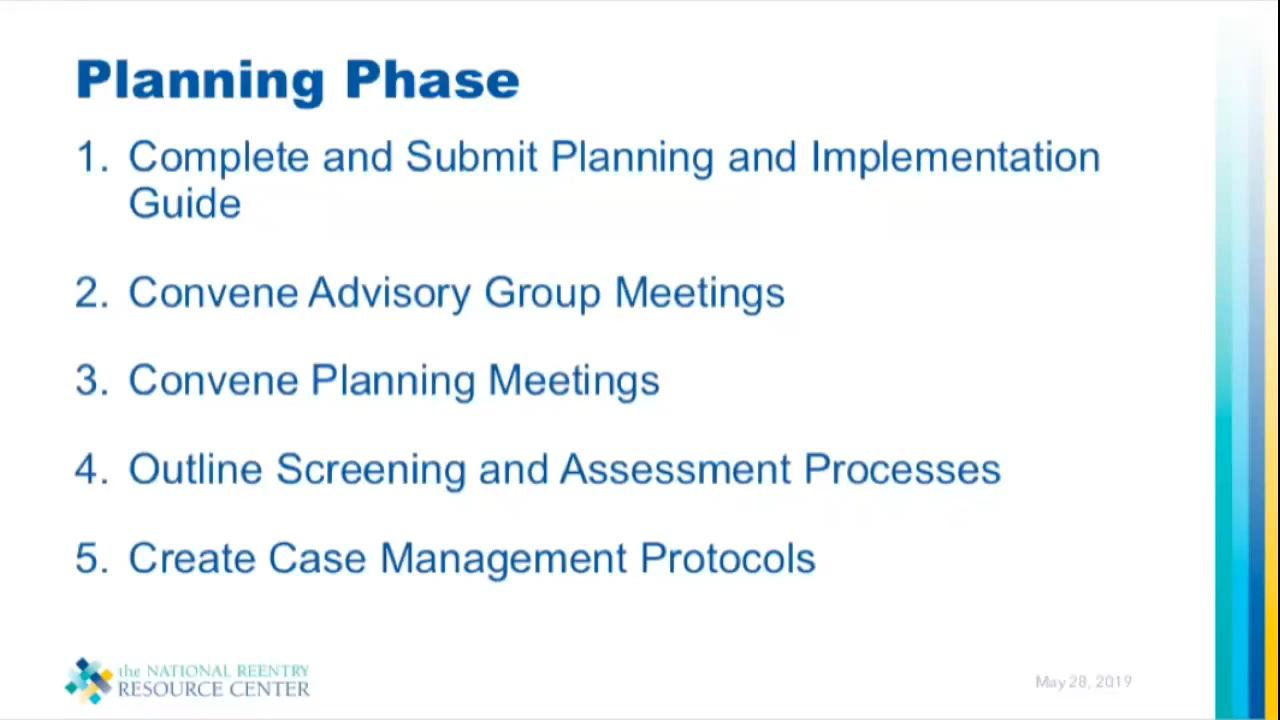 Planning Phase
1. Complete and Submit Planning and Implementation
Guide
2. Convene Advisory Group Meetings
3. Convene Planning Meetings
4. Outline Screening and Assessment Processes
5. Create Case Management Protocols
the NATIONAL REENTRY
RESOURCE CENTER
May 28, 2019